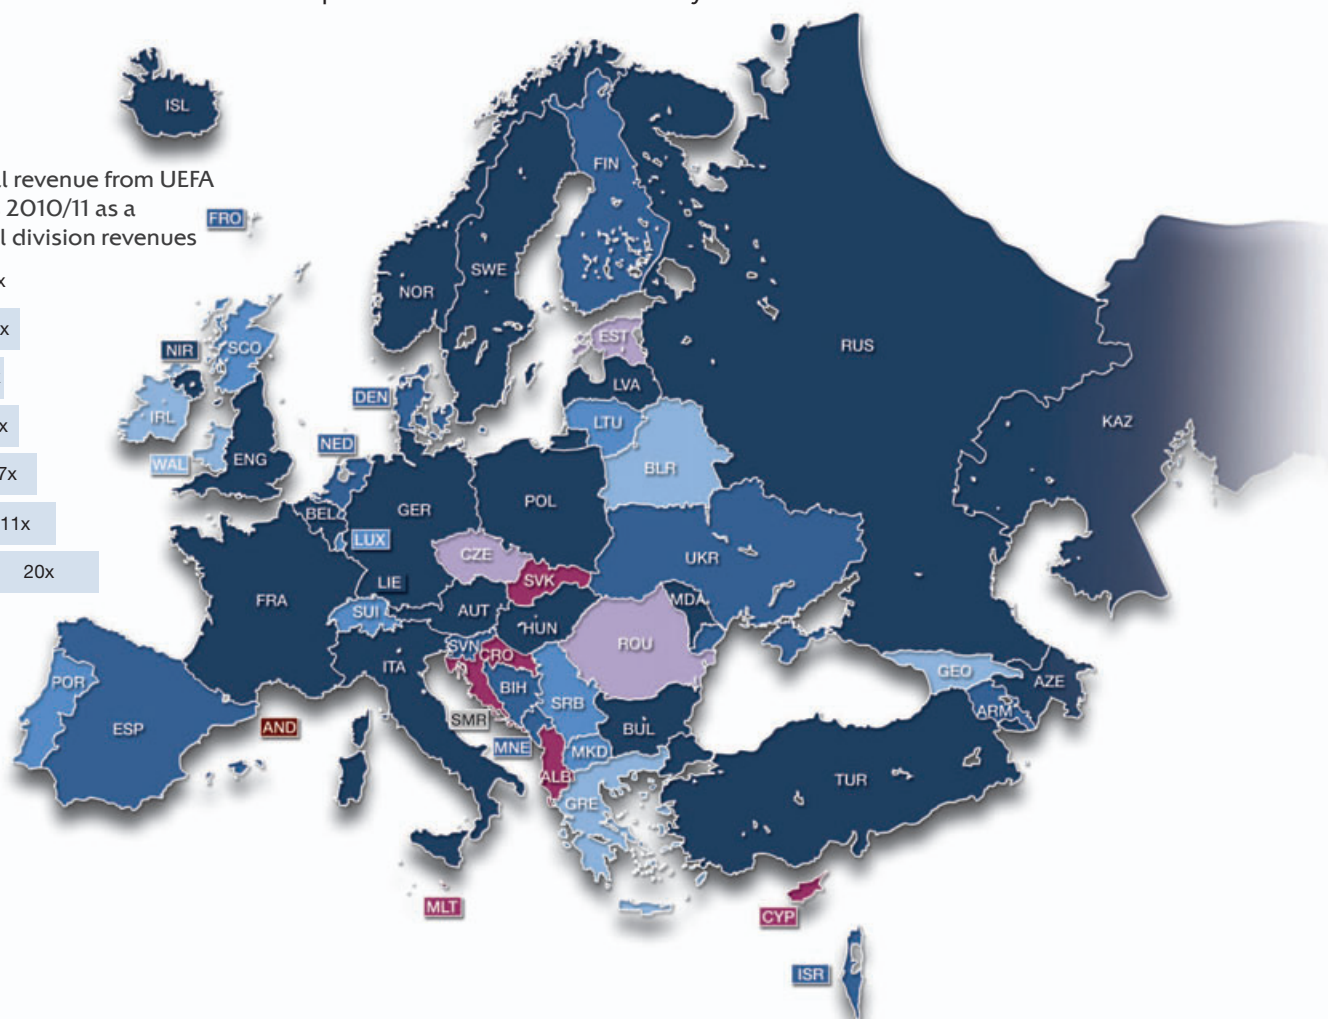 ISL
l revenue from UEFA
2010/11 as a
l division revenues
FRO
x
x
x
7x
11x
20x
FIN
SWE
NOR
RUS
EST
NIR
SCO
LVA
DEN
IRL
LTU
KAZ
NED
WAL
ENG
BLR
BEL
GER
POL
LUX
CZE
UKR
LIE
SVK
FRA
SUI
AUT
MDA
HUN
ROU
SVN
CRO
ITA
GEO
POR
BIH
AZE
SRB
ARM
SMR
AND
ESP
BUL
MNE
MKD
ALB
TUR
GRE
MLT
CYP
ISR